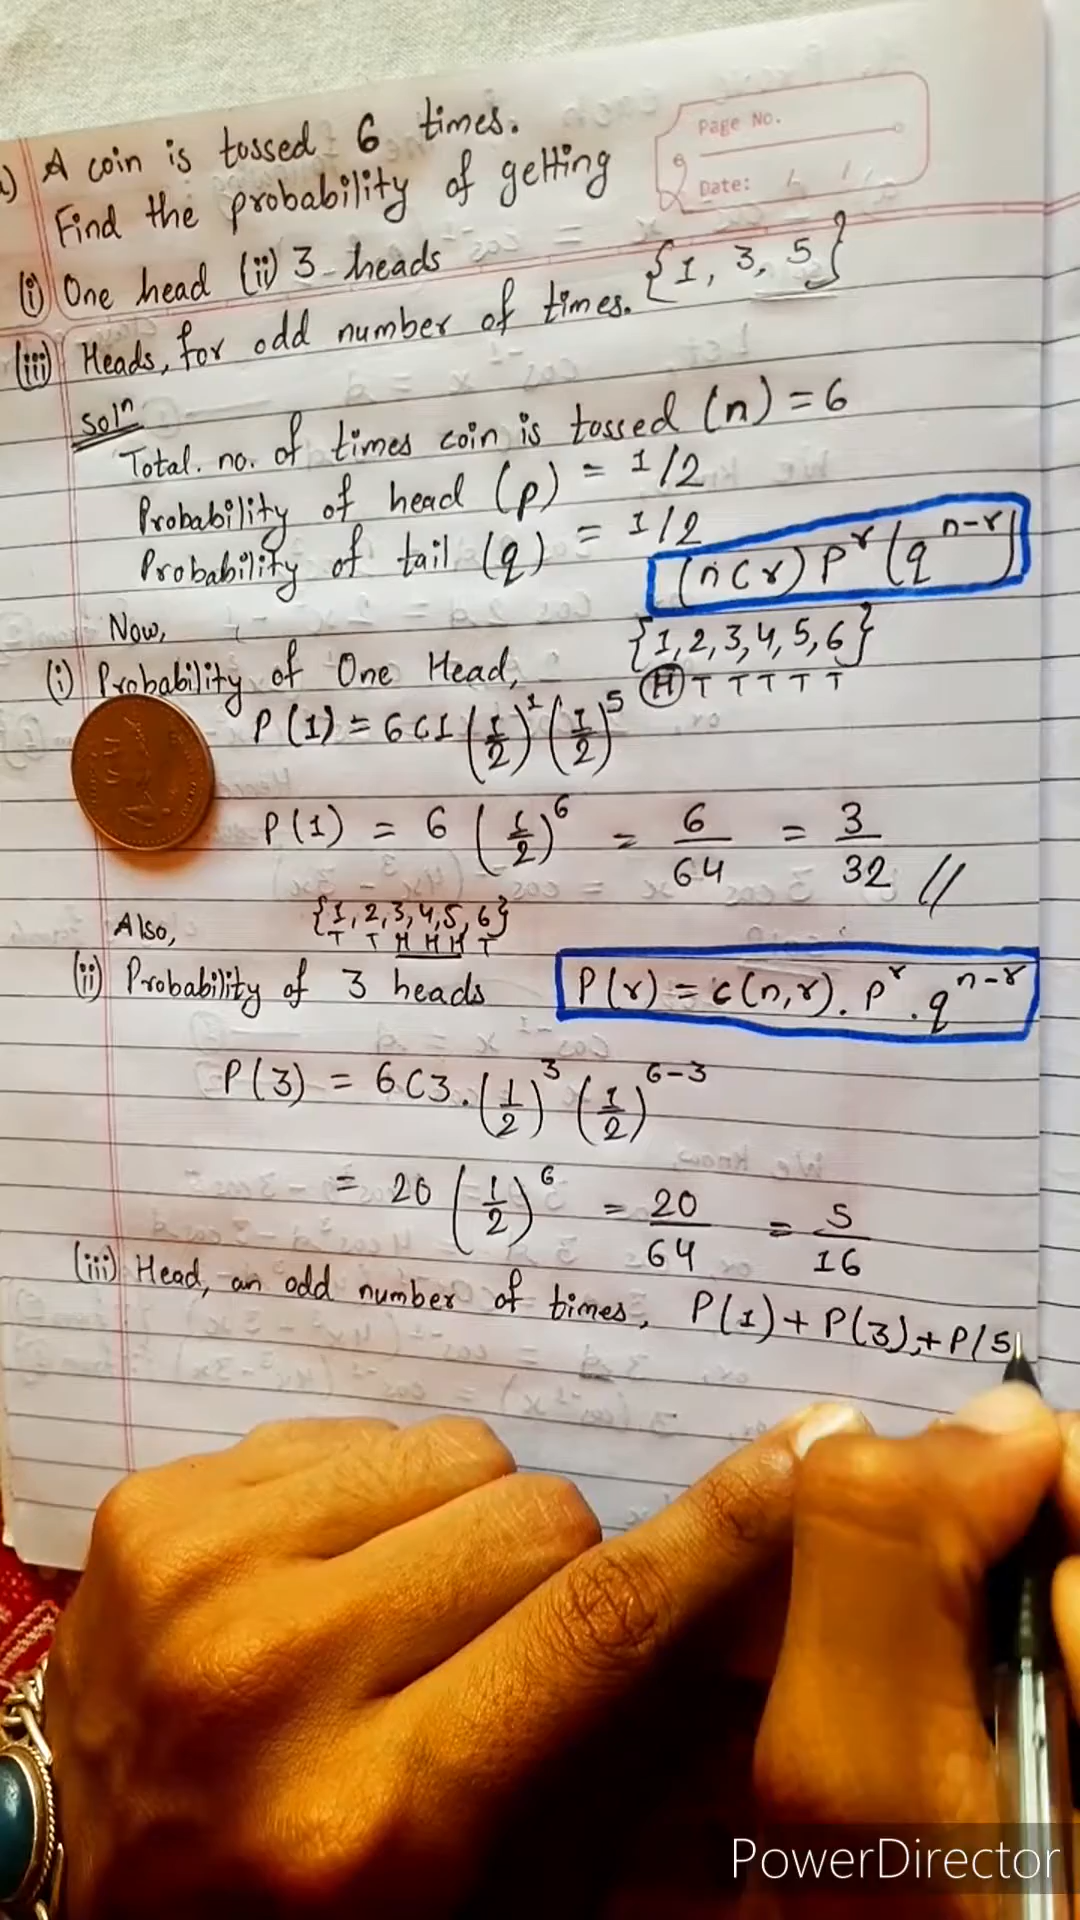 A coin is tossed 6 times.
Page No.
Find the probability of getting
Date:
(i) One head (ii) 3 heads
{1, 3, 5}
(iii) Heads, for odd number of times.
Solⁿ
Total. no. of times coin is tossed (n) = 6
Probability of head (p) = 1/2
Probability of tail (q) = 1/2
(nCr) P^r (q^n-r)
Now,
{1,2,3,4,5,6}
(i) Probability of One Head,
H T T T T T
P(1) = 6C1 (1/2)^1 (1/2)^5
P(1) = 6 (1/2)^6 = 6/64 = 3/32 //
Also,
{1,2,3,4,5,6}
T T H H H T
(ii) Probability of 3 heads
P(r) = c(n,r). P^r . q^n-r
P(3) = 6C3. (1/2)^3 (1/2)^6-3
= 20 (1/2)^6 = 20/64 = 5/16
(iii) Head, an odd number of times, P(1) + P(3) + P(5
PowerDirector